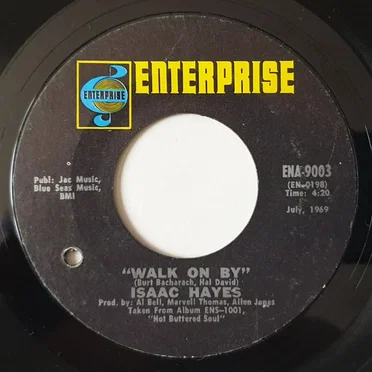 ENTERPRISE
ENTERPRISE
Publ: Jac Music,
Blue Seas Music,
BMI
ENA-9003
(EN-0198)
Time: 4:20
July, 1969
"WALK ON BY"
(Burt Bacharach, Hal David)
ISAAC HAYES
Prod. by: Al Bell, Marvell Thomas, Allen Jones
Taken From Album ENS-1001,
"Hot Buttered Soul"